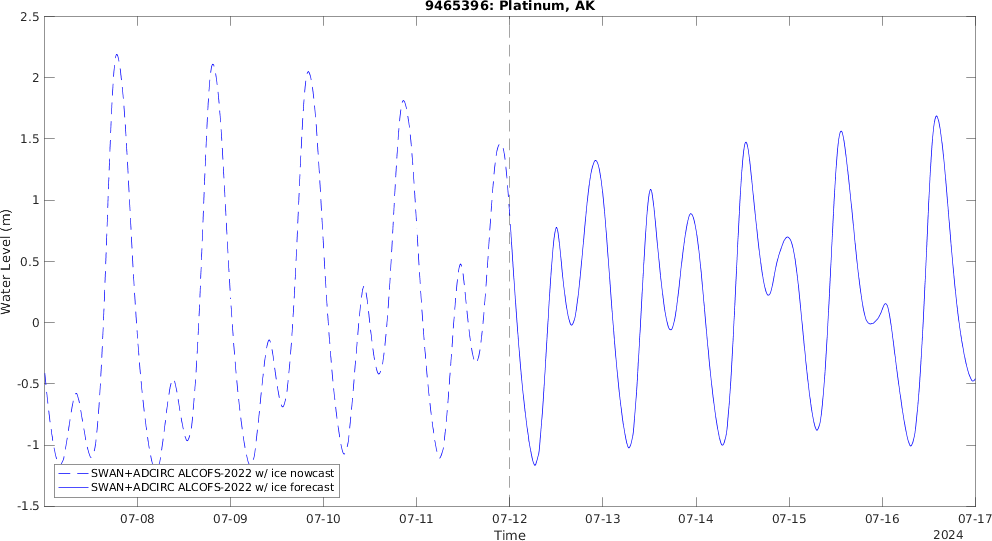 9465396: Platinum, AK
2.5
2
1.5
1
0.5
0
-0.5
-1
-1.5
Water Level (m)
SWAN+ADCIRC ALCOFS-2022 w/ ice nowcast
SWAN+ADCIRC ALCOFS-2022 w/ ice forecast
07-08 07-09 07-10 07-11 07-12 07-13 07-14 07-15 07-16 07-17
Time
2024